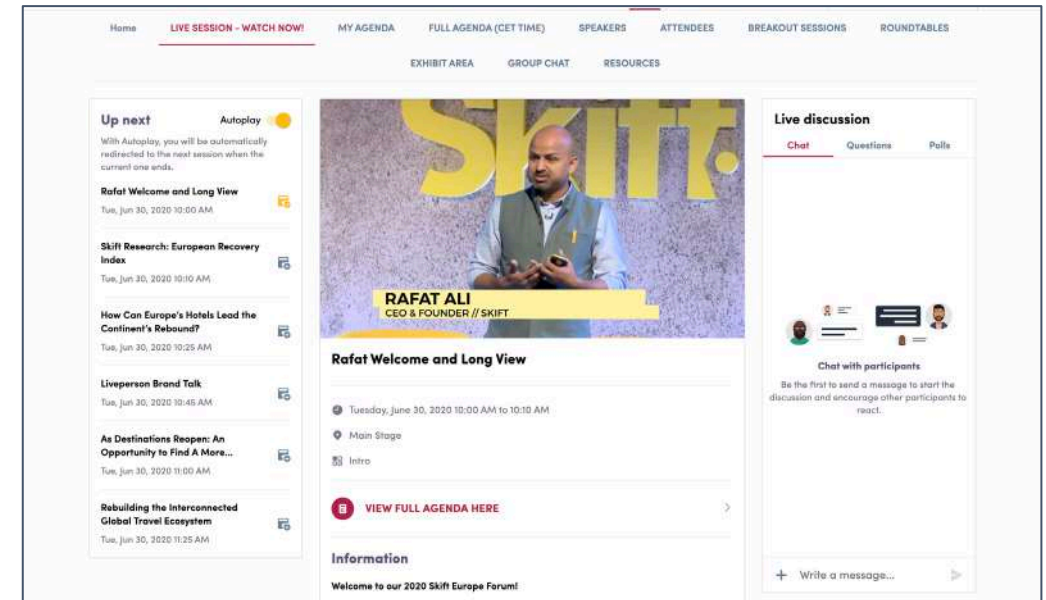 Home LIVE SESSION - WATCH NOW! MY AGENDA FULL AGENDA (CET TIME) SPEAKERS ATTENDEES BREAKOUT SESSIONS ROUNDTABLES
EXHIBIT AREA GROUP CHAT RESOURCES
Up next Autoplay
With Autoplay, you will be automatically
redirected to the next session when the
current one ends.
Rafat Welcome and Long View
Tue, Jun 30, 2020 10:00 AM
Skift Research: European Recovery
Index
Tue, Jun 30, 2020 10:10 AM
How Can Europe's Hotels Lead the
Continent's Rebound?
Tue, Jun 30, 2020 10:25 AM
Liveperson Brand Talk
Tue, Jun 30, 2020 10:45 AM
As Destinations Reopen: An
Opportunity to Find A More...
Tue, Jun 30, 2020 11:00 AM
Rebuilding the Interconnected
Global Travel Ecosystem
Tue, Jun 30, 2020 11:25 AM
Skift.
RAFAT ALI
CEO & FOUNDER // SKIFT
Rafat Welcome and Long View
Tuesday, June 30, 2020 10:00 AM to 10:10 AM
Main Stage
Intro
VIEW FULL AGENDA HERE
Information
Welcome to our 2020 Skift Europe Forum!
Live discussion
Chat Questions Polls
Chat with participants
Be the first to send a message to start the
discussion and encourage other participants to
react.
Write a message...